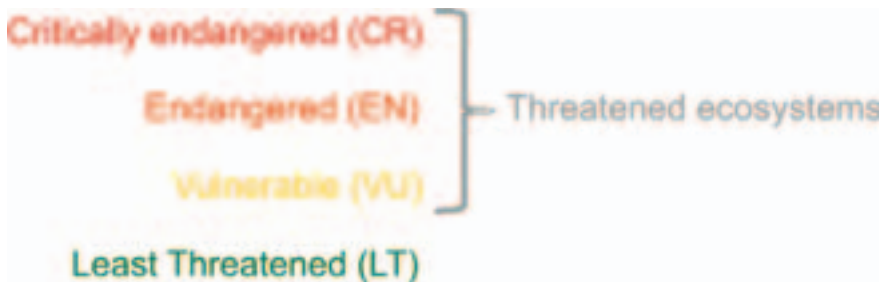 Critically endangered (CR)
Endangered (EN)
Threatened ecosystems
Vulnerable (VU)
Least Threatened (LT)